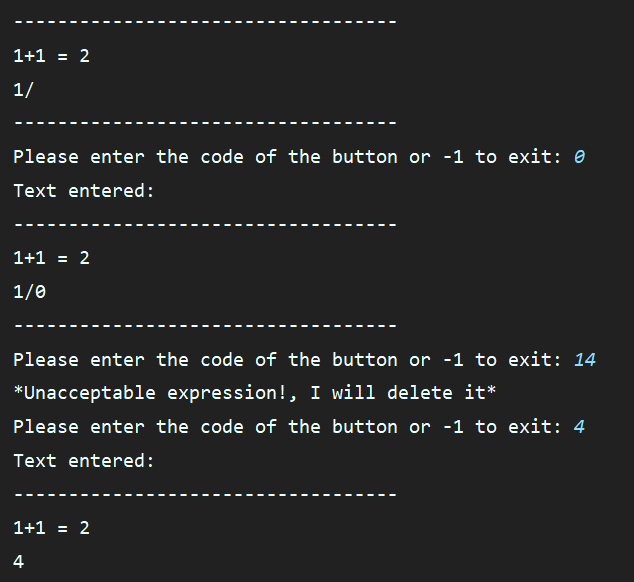 -----------------------------------
1+1 = 2
1/
-----------------------------------
Please enter the code of the button or -1 to exit: 0
Text entered:
-----------------------------------
1+1 = 2
1/0
-----------------------------------
Please enter the code of the button or -1 to exit: 14
*Unacceptable expression!, I will delete it*
Please enter the code of the button or -1 to exit: 4
Text entered:
-----------------------------------
1+1 = 2
4